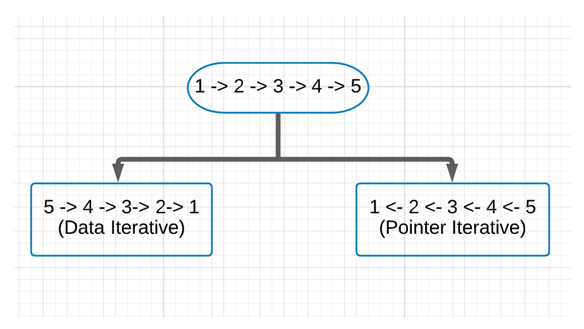 1 -> 2 -> 3 -> 4 -> 5
5 -> 4 -> 3-> 2-> 1
(Data Iterative)
1 <- 2 <- 3 <- 4 <- 5
(Pointer Iterative)